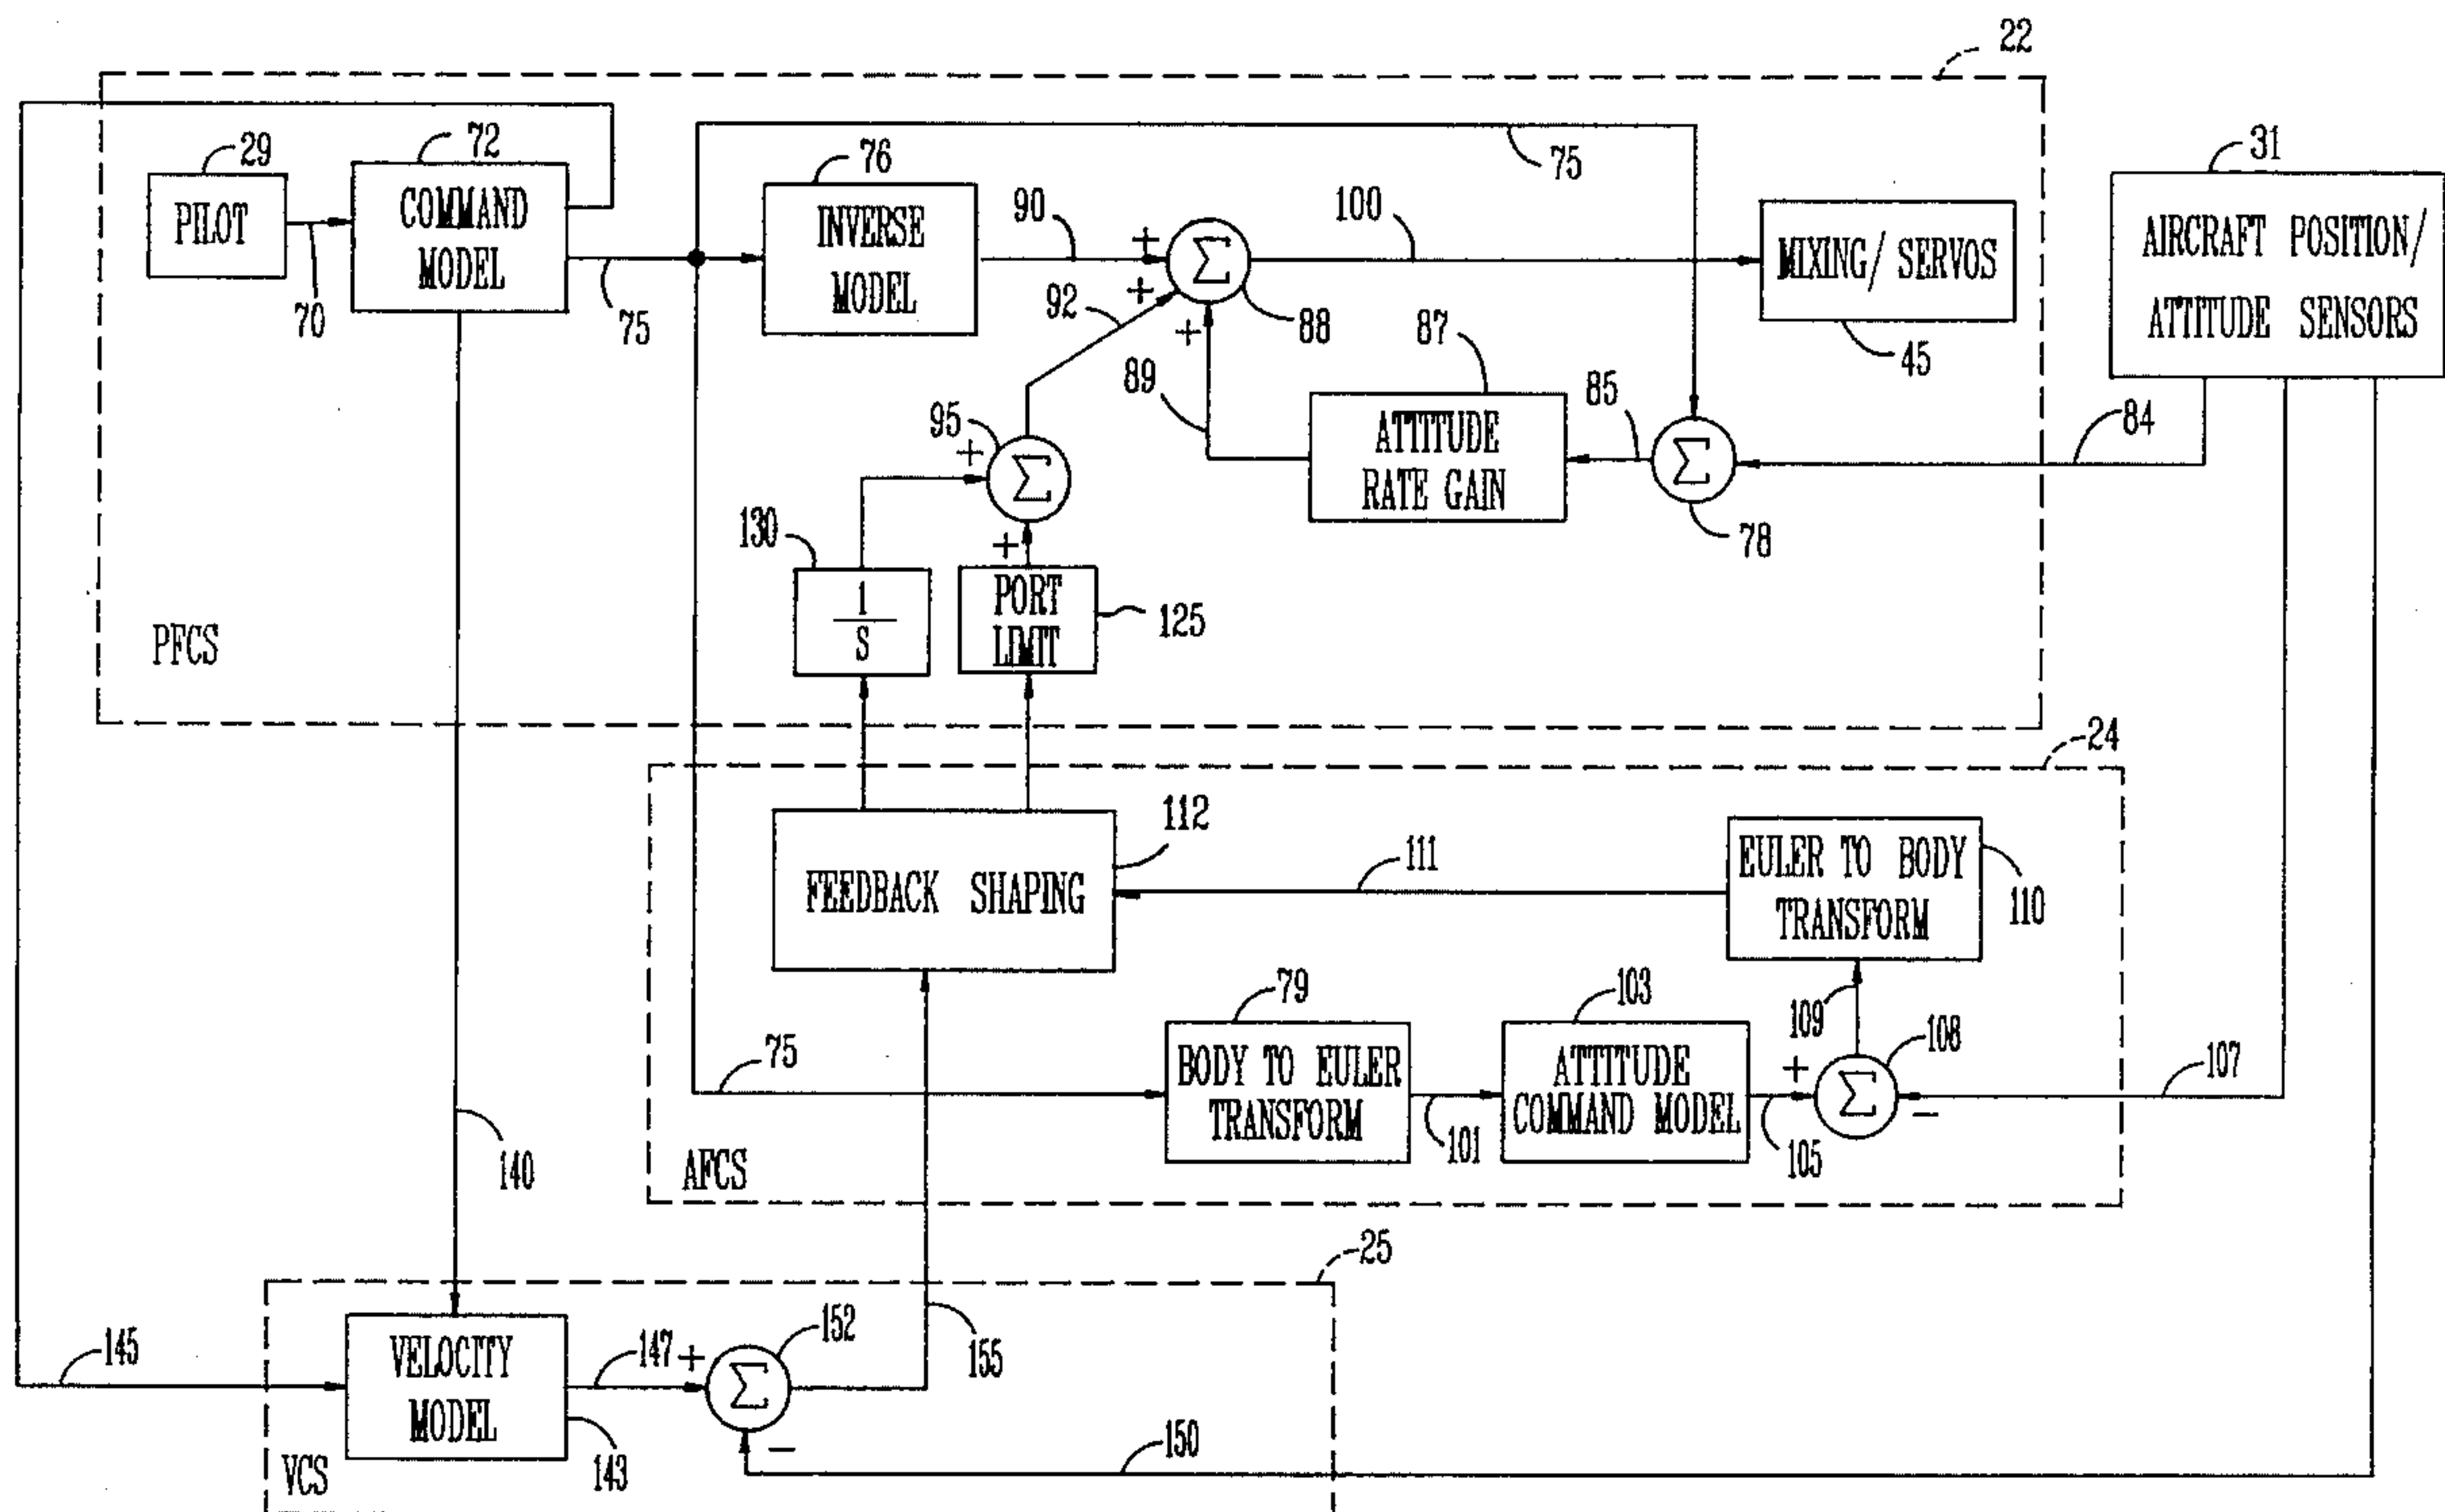 22
29
PILOT
70
72
COMMAND
MODEL
75
76
INVERSE
MODEL
90
+
Σ
88
92
+
+
100
75
MIXING/ SERVOS
45
31
AIRCRAFT POSITION/
ATTITUDE SENSORS
84
87
ATTITUDE
RATE GAIN
89
85
Σ
78
95
+
Σ
+
130
1
S
PORT
LIMIT
125
PFCS
24
112
FEEDBACK SHAPING
111
EULER TO BODY
TRANSFORM
110
109
75
79
BODY TO EULER
TRANSFORM
101
103
ATTITUDE
COMMAND MODEL
105
+
Σ
108
−
107
AFCS
140
25
145
VELOCITY
MODEL
143
147
+
Σ
152
−
155
150
VCS